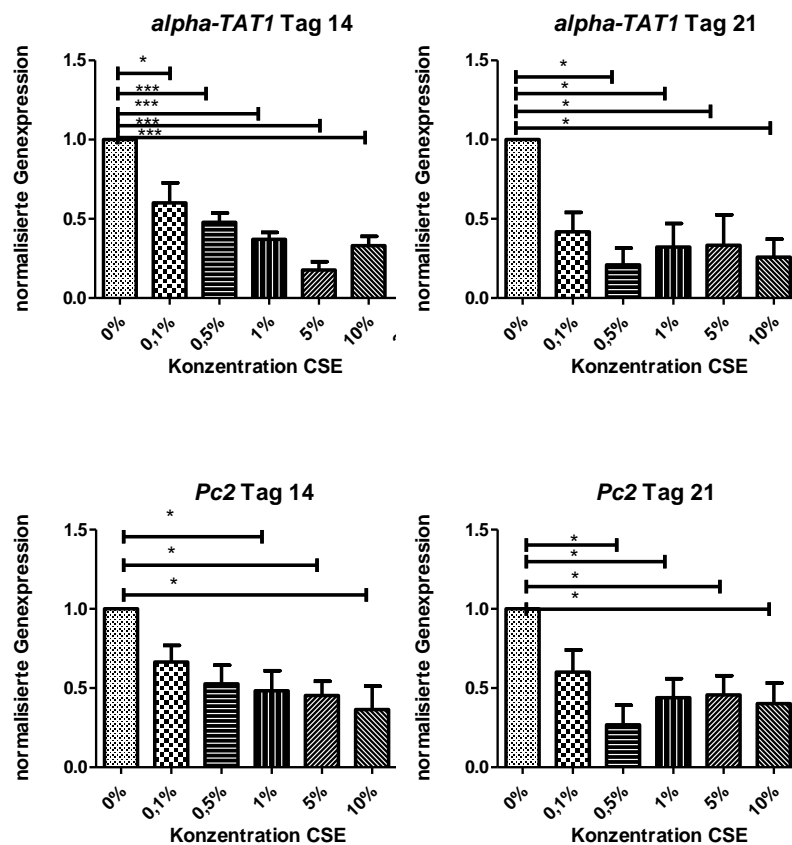 alpha-TAT1 Tag 14
normalisierte Genexpression
1.5
1.0
0.5
0.0
*
***
***
***
***
0% 0,1% 0,5% 1% 5% 10%
Konzentration CSE
alpha-TAT1 Tag 21
normalisierte Genexpression
1.5
1.0
0.5
0.0
*
*
*
*
0% 0,1% 0,5% 1% 5% 10%
Konzentration CSE
Pc2 Tag 14
normalisierte Genexpression
1.5
1.0
0.5
0.0
*
*
*
0% 0,1% 0,5% 1% 5% 10%
Konzentration CSE
Pc2 Tag 21
normalisierte Genexpression
1.5
1.0
0.5
0.0
*
*
*
*
0% 0,1% 0,5% 1% 5% 10%
Konzentration CSE